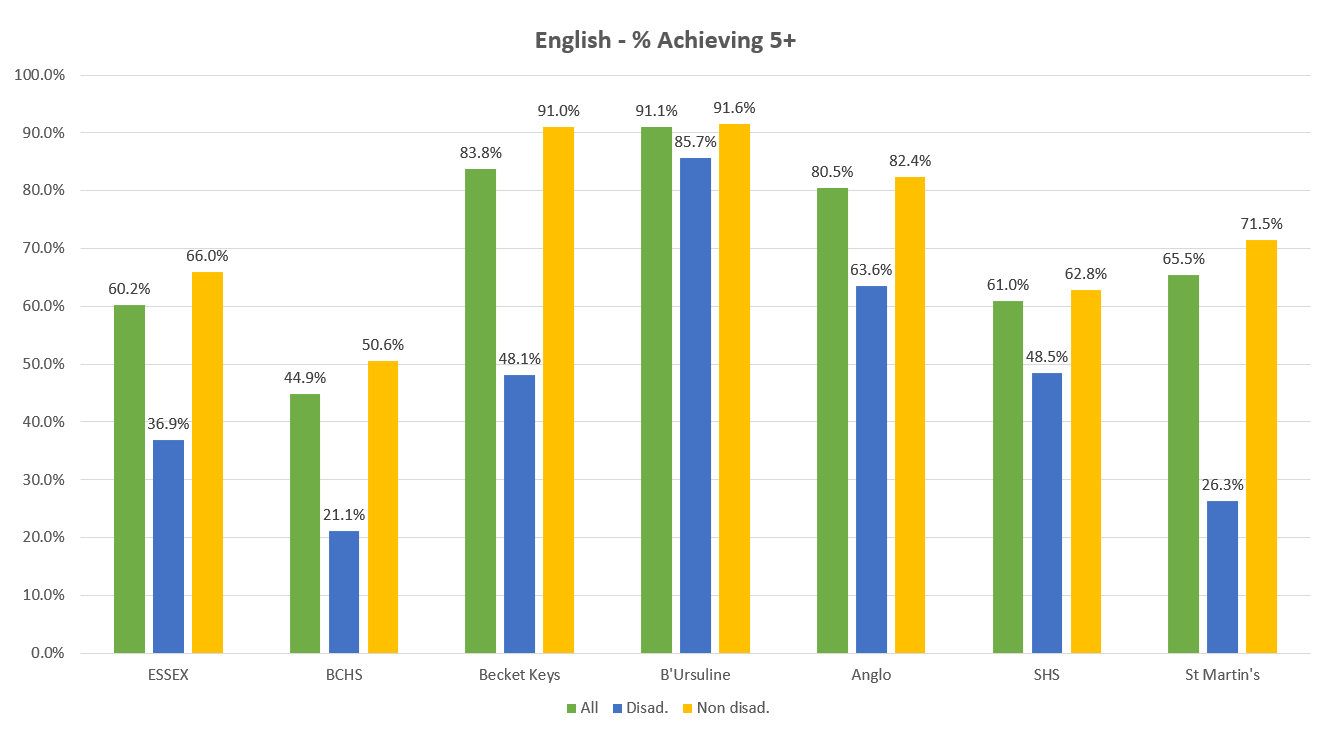 English - % Achieving 5+
100.0%
90.0%
80.0%
70.0%
60.0%
50.0%
40.0%
30.0%
20.0%
10.0%
0.0%
60.2%
36.9%
66.0%
44.9%
21.1%
50.6%
83.8%
48.1%
91.0%
91.1%
85.7%
91.6%
80.5%
63.6%
82.4%
61.0%
48.5%
62.8%
65.5%
26.3%
71.5%
ESSEX
BCHS
Becket Keys
B'Ursuline
Anglo
SHS
St Martin's
All
Disad.
Non disad.